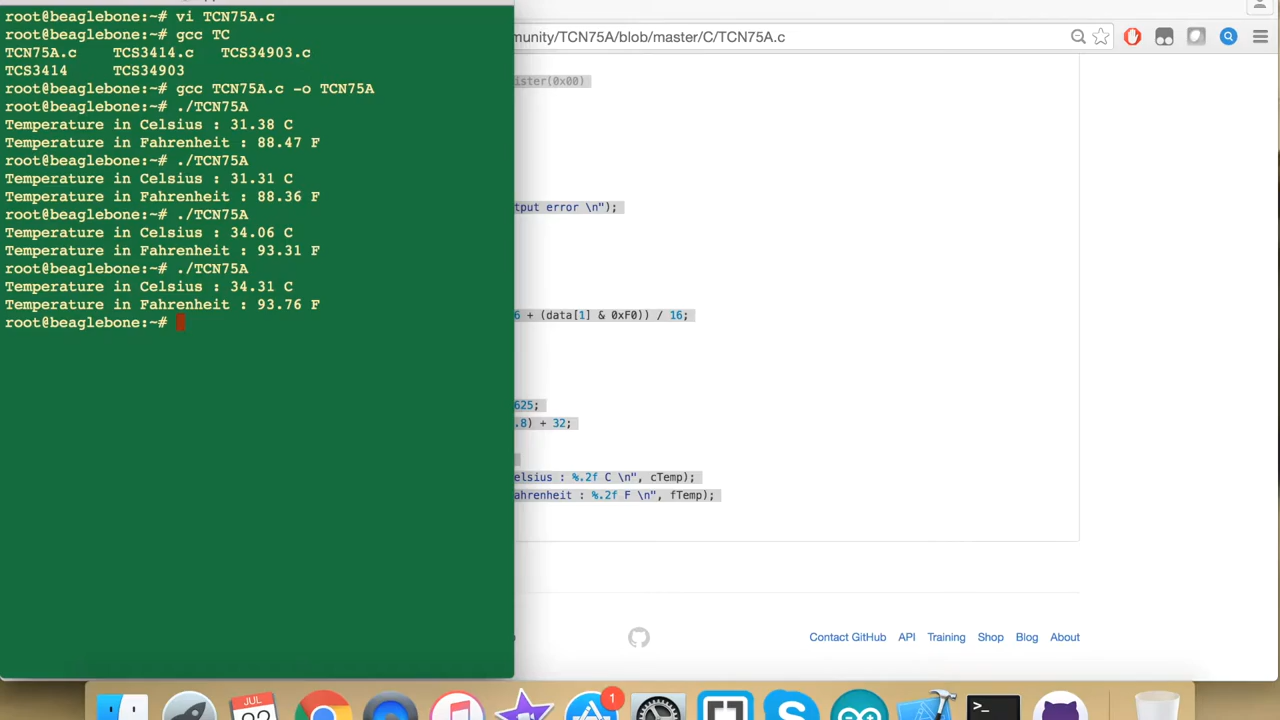 root@beaglebone:~# vi TCN75A.c
root@beaglebone:~# gcc TC
TCN75A.c TCS3414.c TCS34903.c
TCS3414 TCS34903
root@beaglebone:~# gcc TCN75A.c -o TCN75A
root@beaglebone:~# ./TCN75A
Temperature in Celsius : 31.38 C
Temperature in Fahrenheit : 88.47 F
root@beaglebone:~# ./TCN75A
Temperature in Celsius : 31.31 C
Temperature in Fahrenheit : 88.36 F
root@beaglebone:~# ./TCN75A
Temperature in Celsius : 34.06 C
Temperature in Fahrenheit : 93.31 F
root@beaglebone:~# ./TCN75A
Temperature in Celsius : 34.31 C
Temperature in Fahrenheit : 93.76 F
root@beaglebone:~#
munity/TCN75A/blob/master/C/TCN75A.c
ister(0x00)
tput error \n");
6 + (data[1] & 0xF0)) / 16;
625;
.8) + 32;
elsius : %.2f C \n", cTemp);
ahrenheit : %.2f F \n", fTemp);
Contact GitHub API Training Shop Blog About
JUL
1
>_